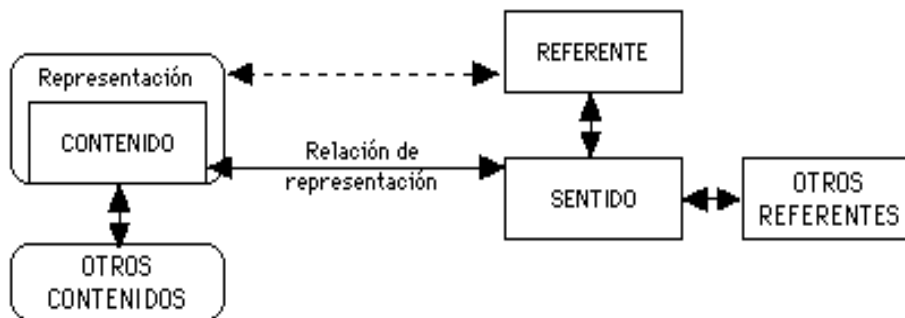 REFERENTE
Representación
CONTENIDO
Relación de
representación
SENTIDO
OTROS
REFERENTES
OTROS
CONTENIDOS